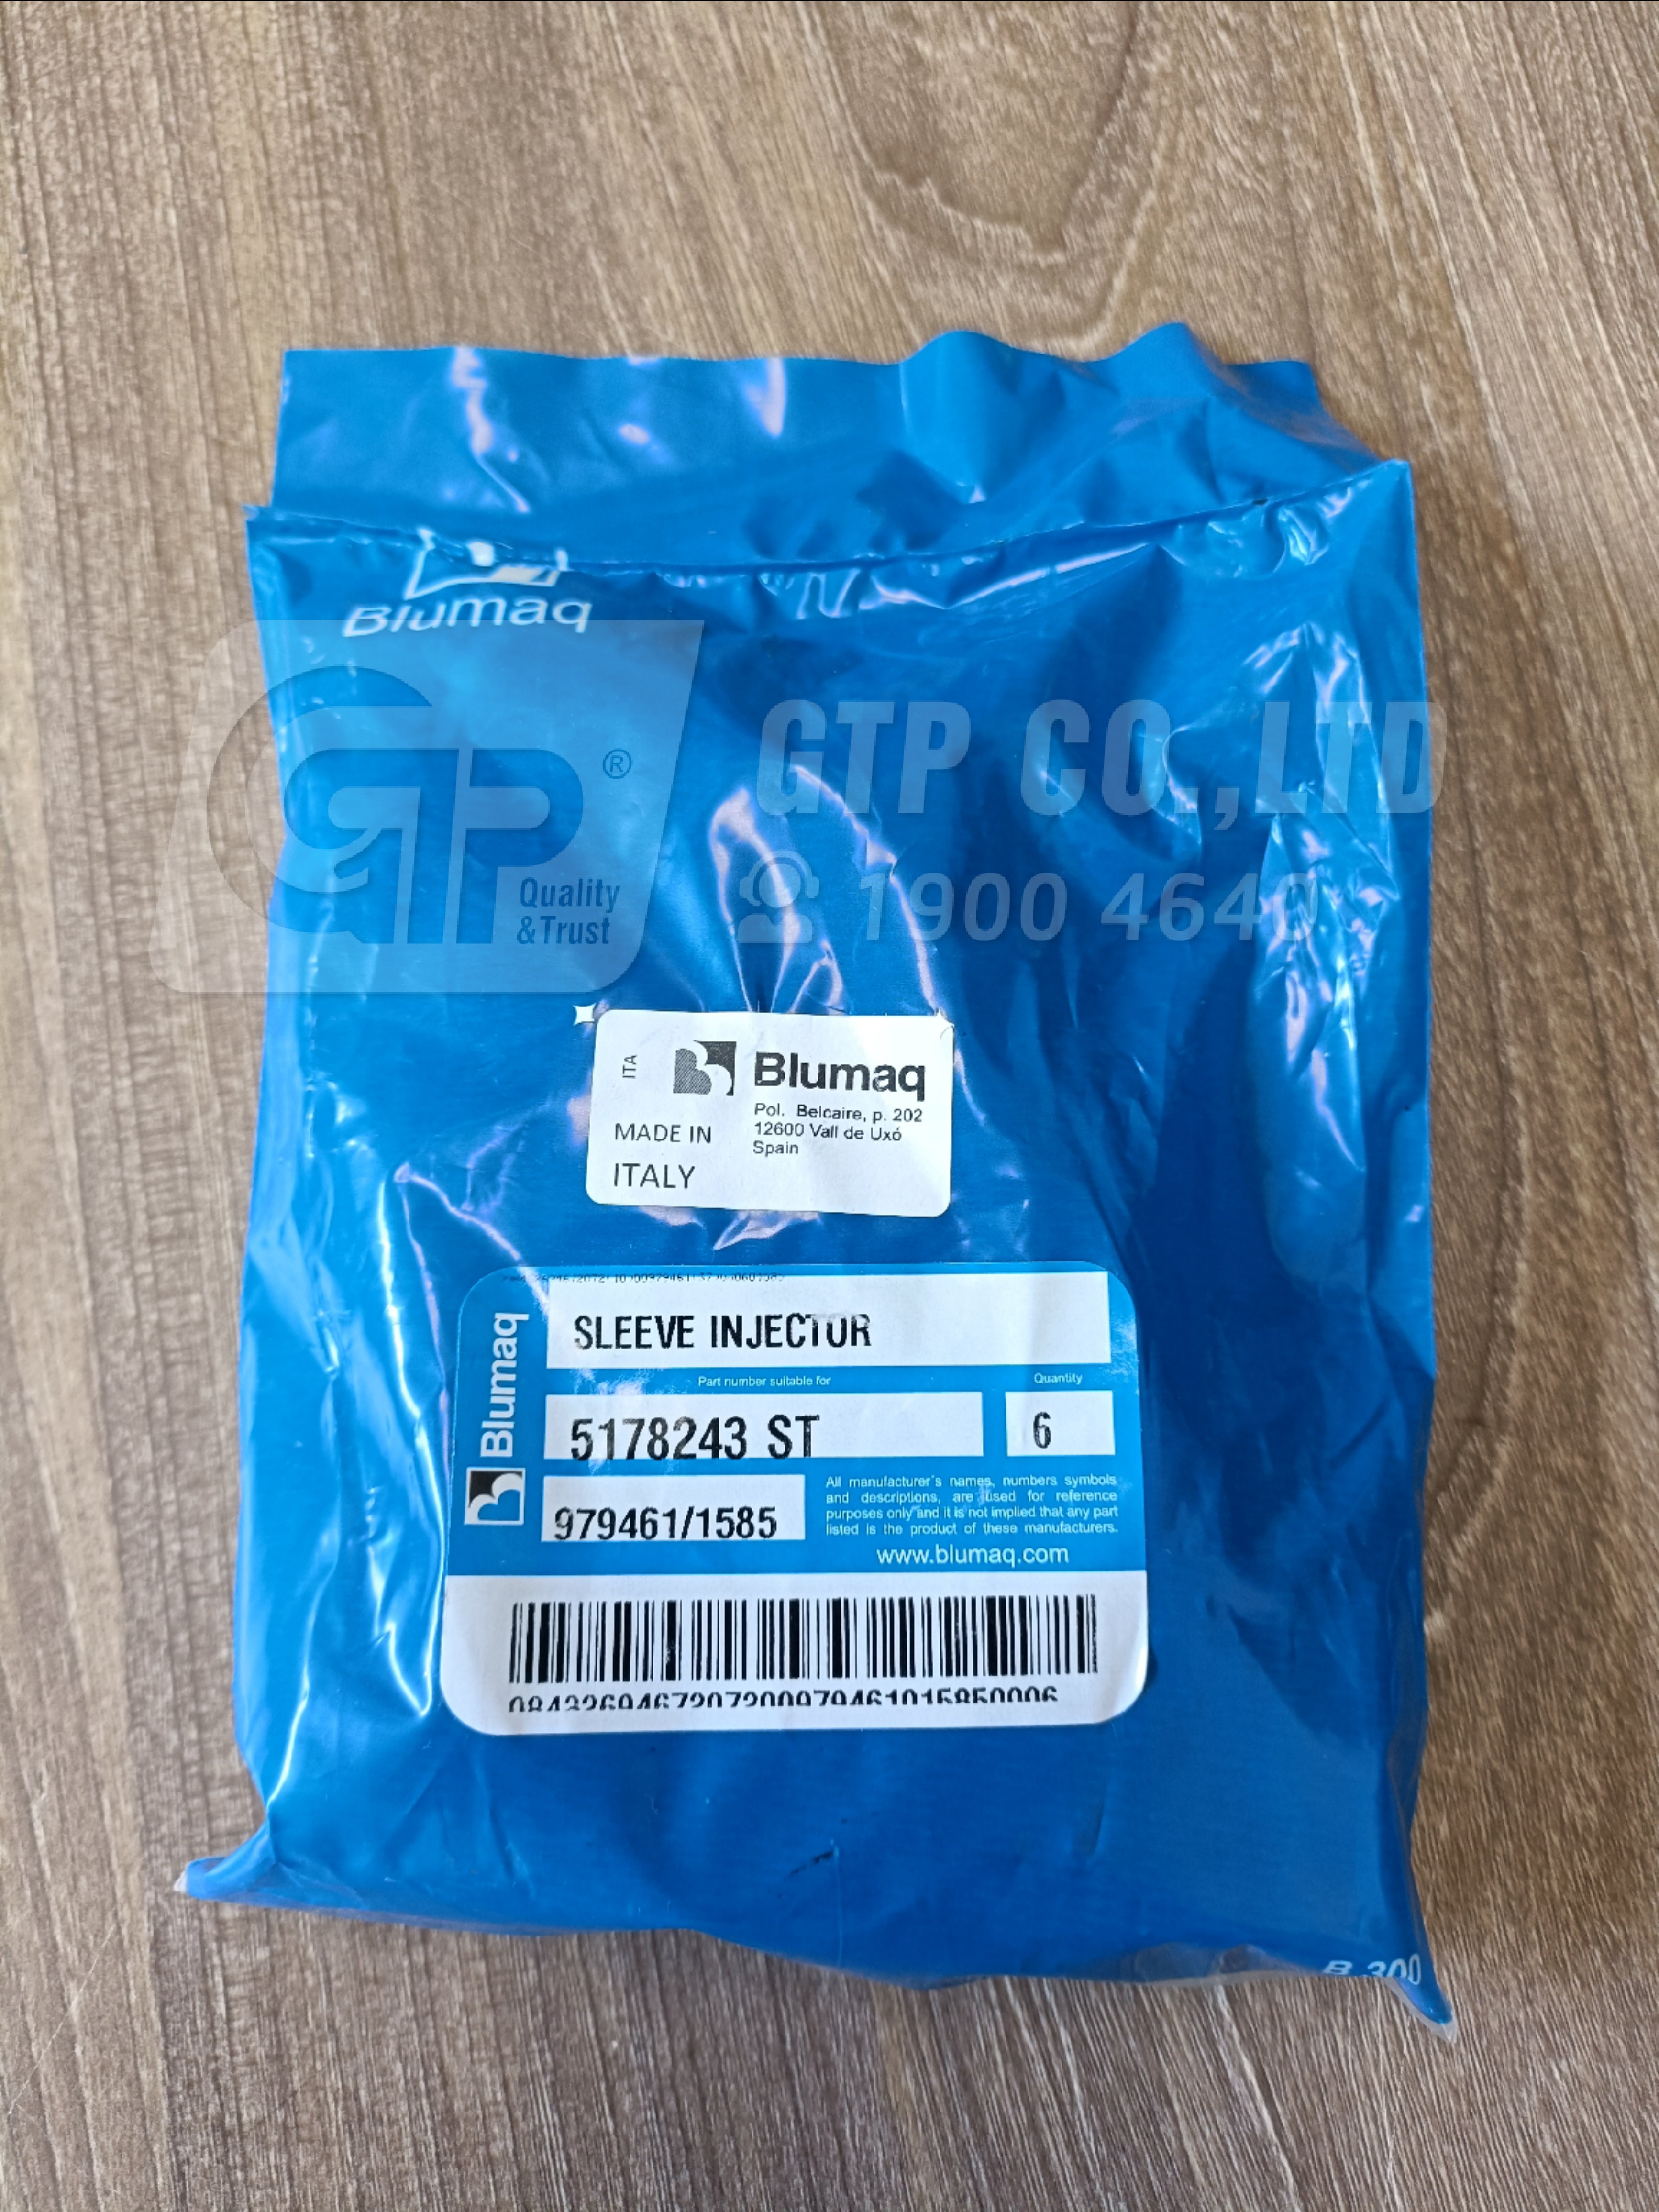 Blumaq
GTP CO.,LTD
®
Quality
&Trust
1900 4640
ITA
Blumaq
Pol. Belcaire, p. 202
12600 Vall de Uxó
Spain
MADE IN
ITALY
Blumaq
SLEEVE INJECTOR
Part number suitable for
Quantity
5178243 ST
6
979461/1585
All manufacturer's names, numbers symbols
and descriptions, are used for reference
purposes only and it is not implied that any part
listed is the product of these manufacturers.
www.blumaq.com
B 300